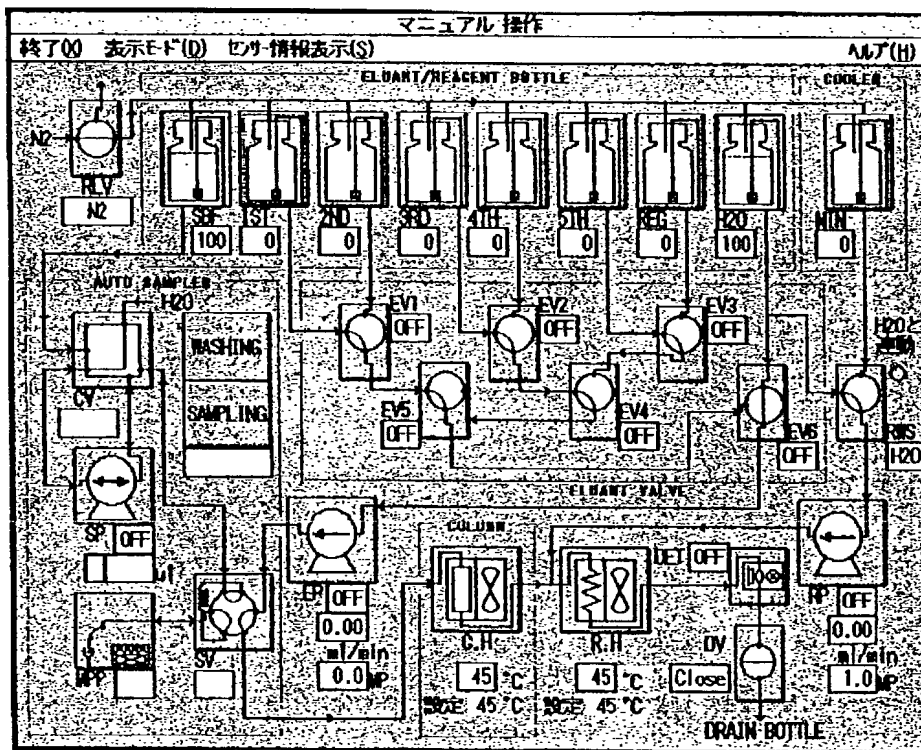 マニュアル 操作
終了(X) 表示モード(D) センサー情報表示(S) ヘルプ(H)
ELUANT/REAGENT BOTTLE
COOLER
N2
RLV
N2
SBF 1ST 2ND 3RD 4TH 5TH REG H2O NIN
100 0 0 0 0 0 0 100 0
AUTO SAMPLER
H2O
CV
WASHING
SAMPLING
EV1
OFF
EV2
OFF
EV3
OFF
EV5
OFF
EV4
OFF
EV6
OFF
H2O
RWS
H2O
ELUANT VALVE
SP
OFF
μl
MPP
SV
EP
OFF
0.00
ml/min
0.0 MP
COLUMN
C.H
45 °C
設定 45 °C
R.H
45 °C
設定 45 °C
DET OFF
DV
Close
DRAIN BOTTLE
RP
OFF
0.00
ml/min
1.0 MP